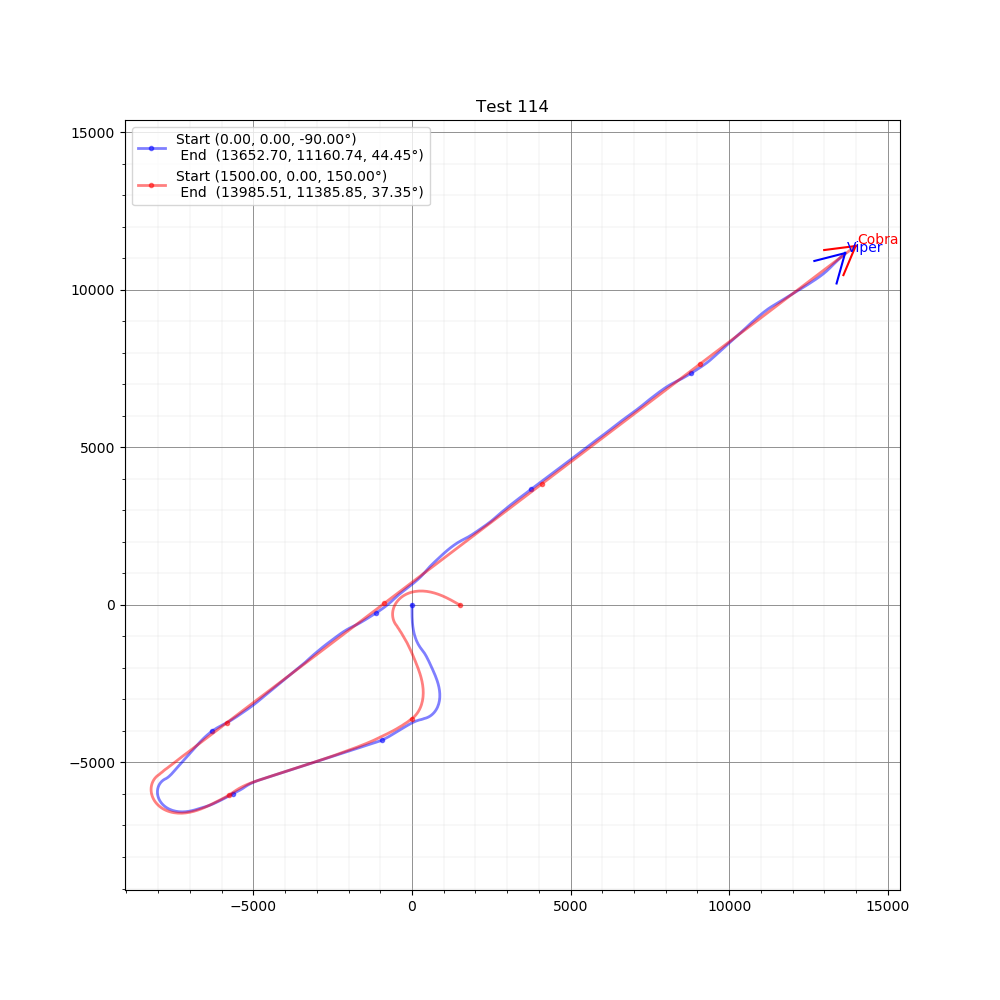 Test 114
Start (0.00, 0.00, -90.00°)
End (13652.70, 11160.74, 44.45°)
Start (1500.00, 0.00, 150.00°)
End (13985.51, 11385.85, 37.35°)
Cobra
Viper
15000
10000
5000
0
−5000
−5000
0
5000
10000
15000